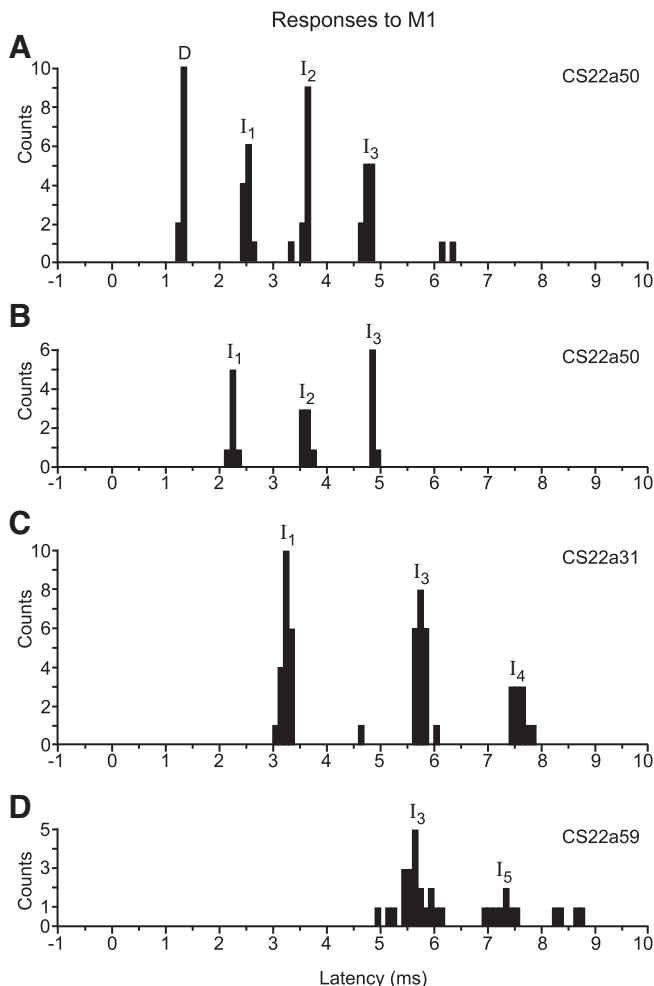 Responses to M1
A
D
I1
I2
I3
CS22a50
Counts
10
8
6
4
2
0
-1 0 1 2 3 4 5 6 7 8 9 10
B
I1
I2
I3
CS22a50
Counts
6
4
2
0
-1 0 1 2 3 4 5 6 7 8 9 10
C
I1
I3
I4
CS22a31
Counts
10
8
6
4
2
0
-1 0 1 2 3 4 5 6 7 8 9 10
D
I3
I5
CS22a59
Counts
5
3
1
0
-1 0 1 2 3 4 5 6 7 8 9 10
Latency (ms)